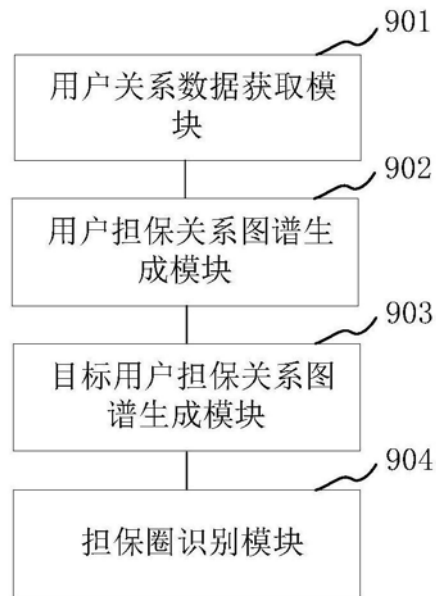 901
用户关系数据获取模
块
902
用户担保关系图谱生
成模块
903
目标用户担保关系图
谱生成模块
904
担保圈识别模块